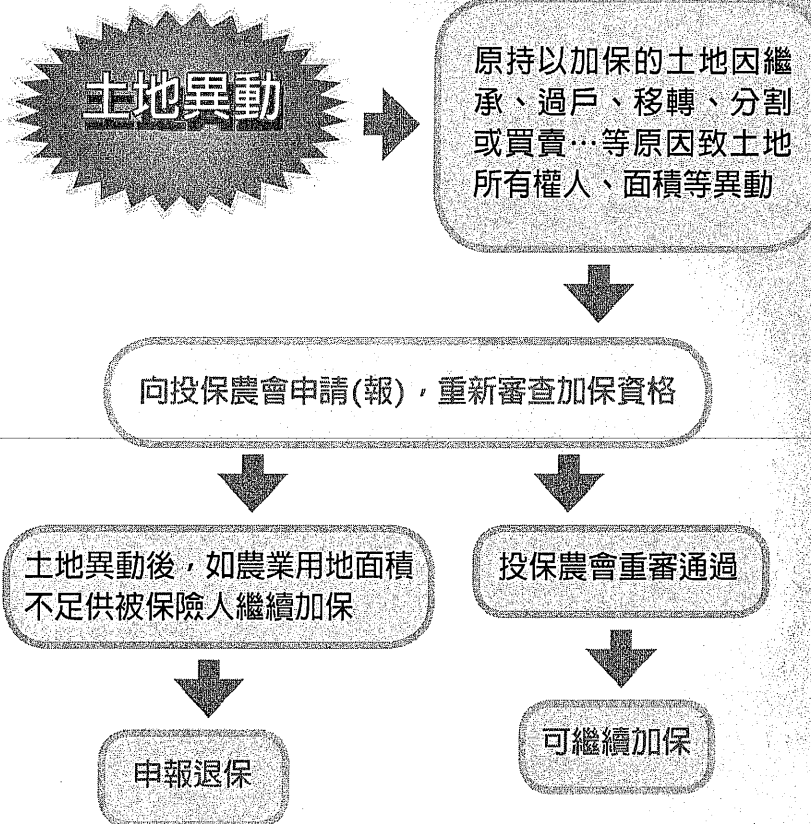 土地異動
原持以加保的土地因繼
承、過戶、移轉、分割
或買賣…等原因致土地
所有權人、面積等異動
向投保農會申請(報)，重新審查加保資格
土地異動後，如農業用地面積
不足供被保險人繼續加保
投保農會重審通過
申報退保
可繼續加保